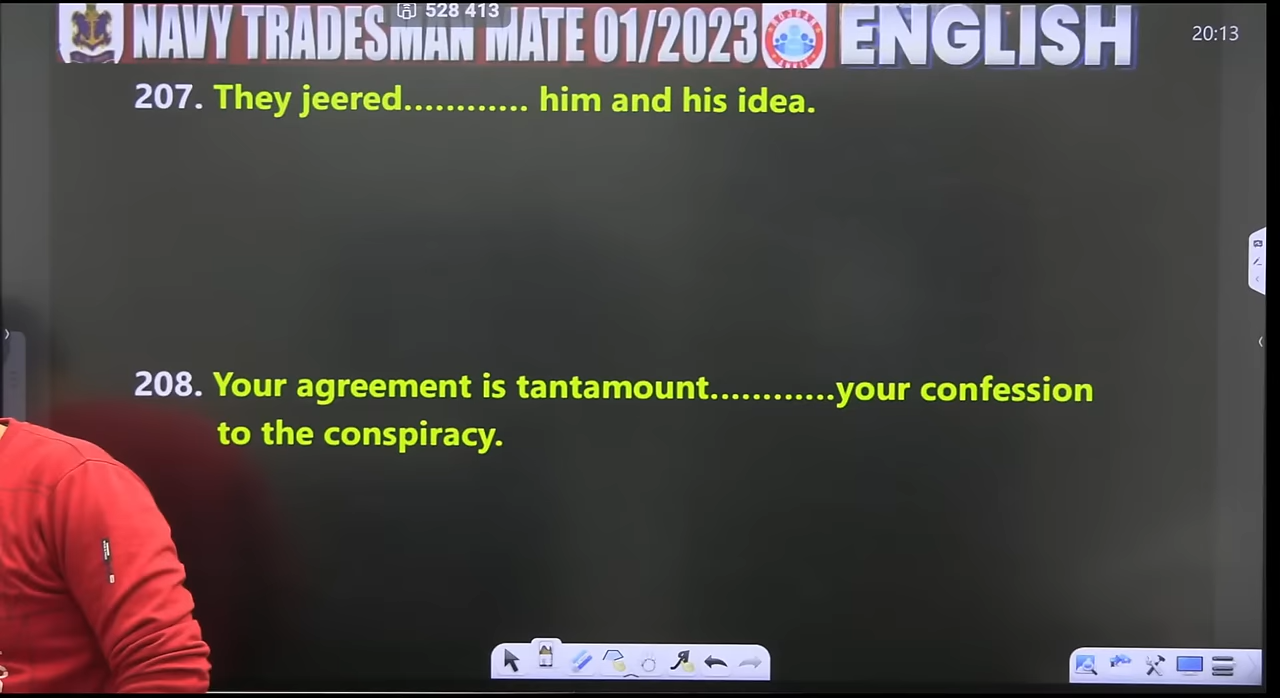 528 413
NAVY TRADESMAN MATE 01/2023 ENGLISH
20:13
207. They jeered............ him and his idea.
208. Your agreement is tantamount............your confession
to the conspiracy.